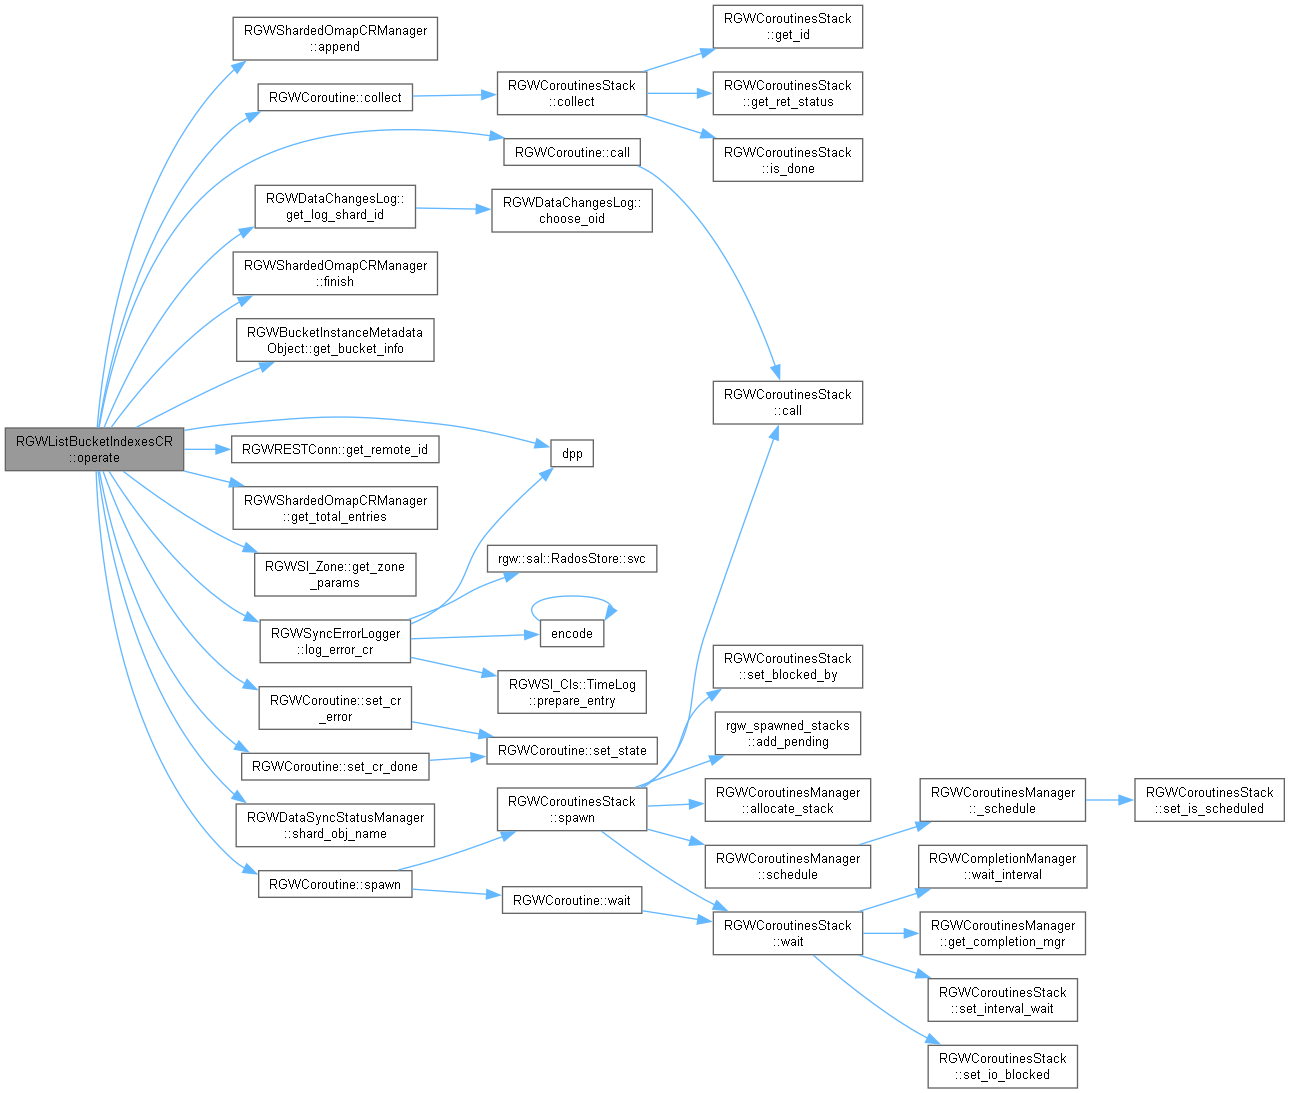 RGWListBucketIndexesCR
::operate
RGWShardedOmapCRManager
::append
RGWCoroutine::collect
RGWCoroutinesStack
::collect
RGWCoroutinesStack
::get_id
RGWCoroutinesStack
::get_ret_status
RGWCoroutinesStack
::is_done
RGWCoroutine::call
RGWCoroutinesStack
::call
RGWDataChangesLog::
get_log_shard_id
RGWDataChangesLog::
choose_oid
RGWShardedOmapCRManager
::finish
RGWBucketInstanceMetadata
Object::get_bucket_info
dpp
RGWRESTConn::get_remote_id
RGWShardedOmapCRManager
::get_total_entries
RGWSI_Zone::get_zone
_params
RGWSyncErrorLogger
::log_error_cr
rgw::sal::RadosStore::svc
encode
RGWSI_Cls::TimeLog
::prepare_entry
RGWCoroutine::set_cr
_error
RGWCoroutine::set_state
RGWCoroutine::set_cr_done
RGWDataSyncStatusManager
::shard_obj_name
RGWCoroutine::spawn
RGWCoroutinesStack
::spawn
RGWCoroutine::wait
RGWCoroutinesStack
::set_blocked_by
rgw_spawned_stacks
::add_pending
RGWCoroutinesManager
::allocate_stack
RGWCoroutinesManager
::schedule
RGWCoroutinesStack
::wait
RGWCoroutinesManager
::_schedule
RGWCoroutinesStack
::set_is_scheduled
RGWCompletionManager
::wait_interval
RGWCoroutinesManager
::get_completion_mgr
RGWCoroutinesStack
::set_interval_wait
RGWCoroutinesStack
::set_io_blocked